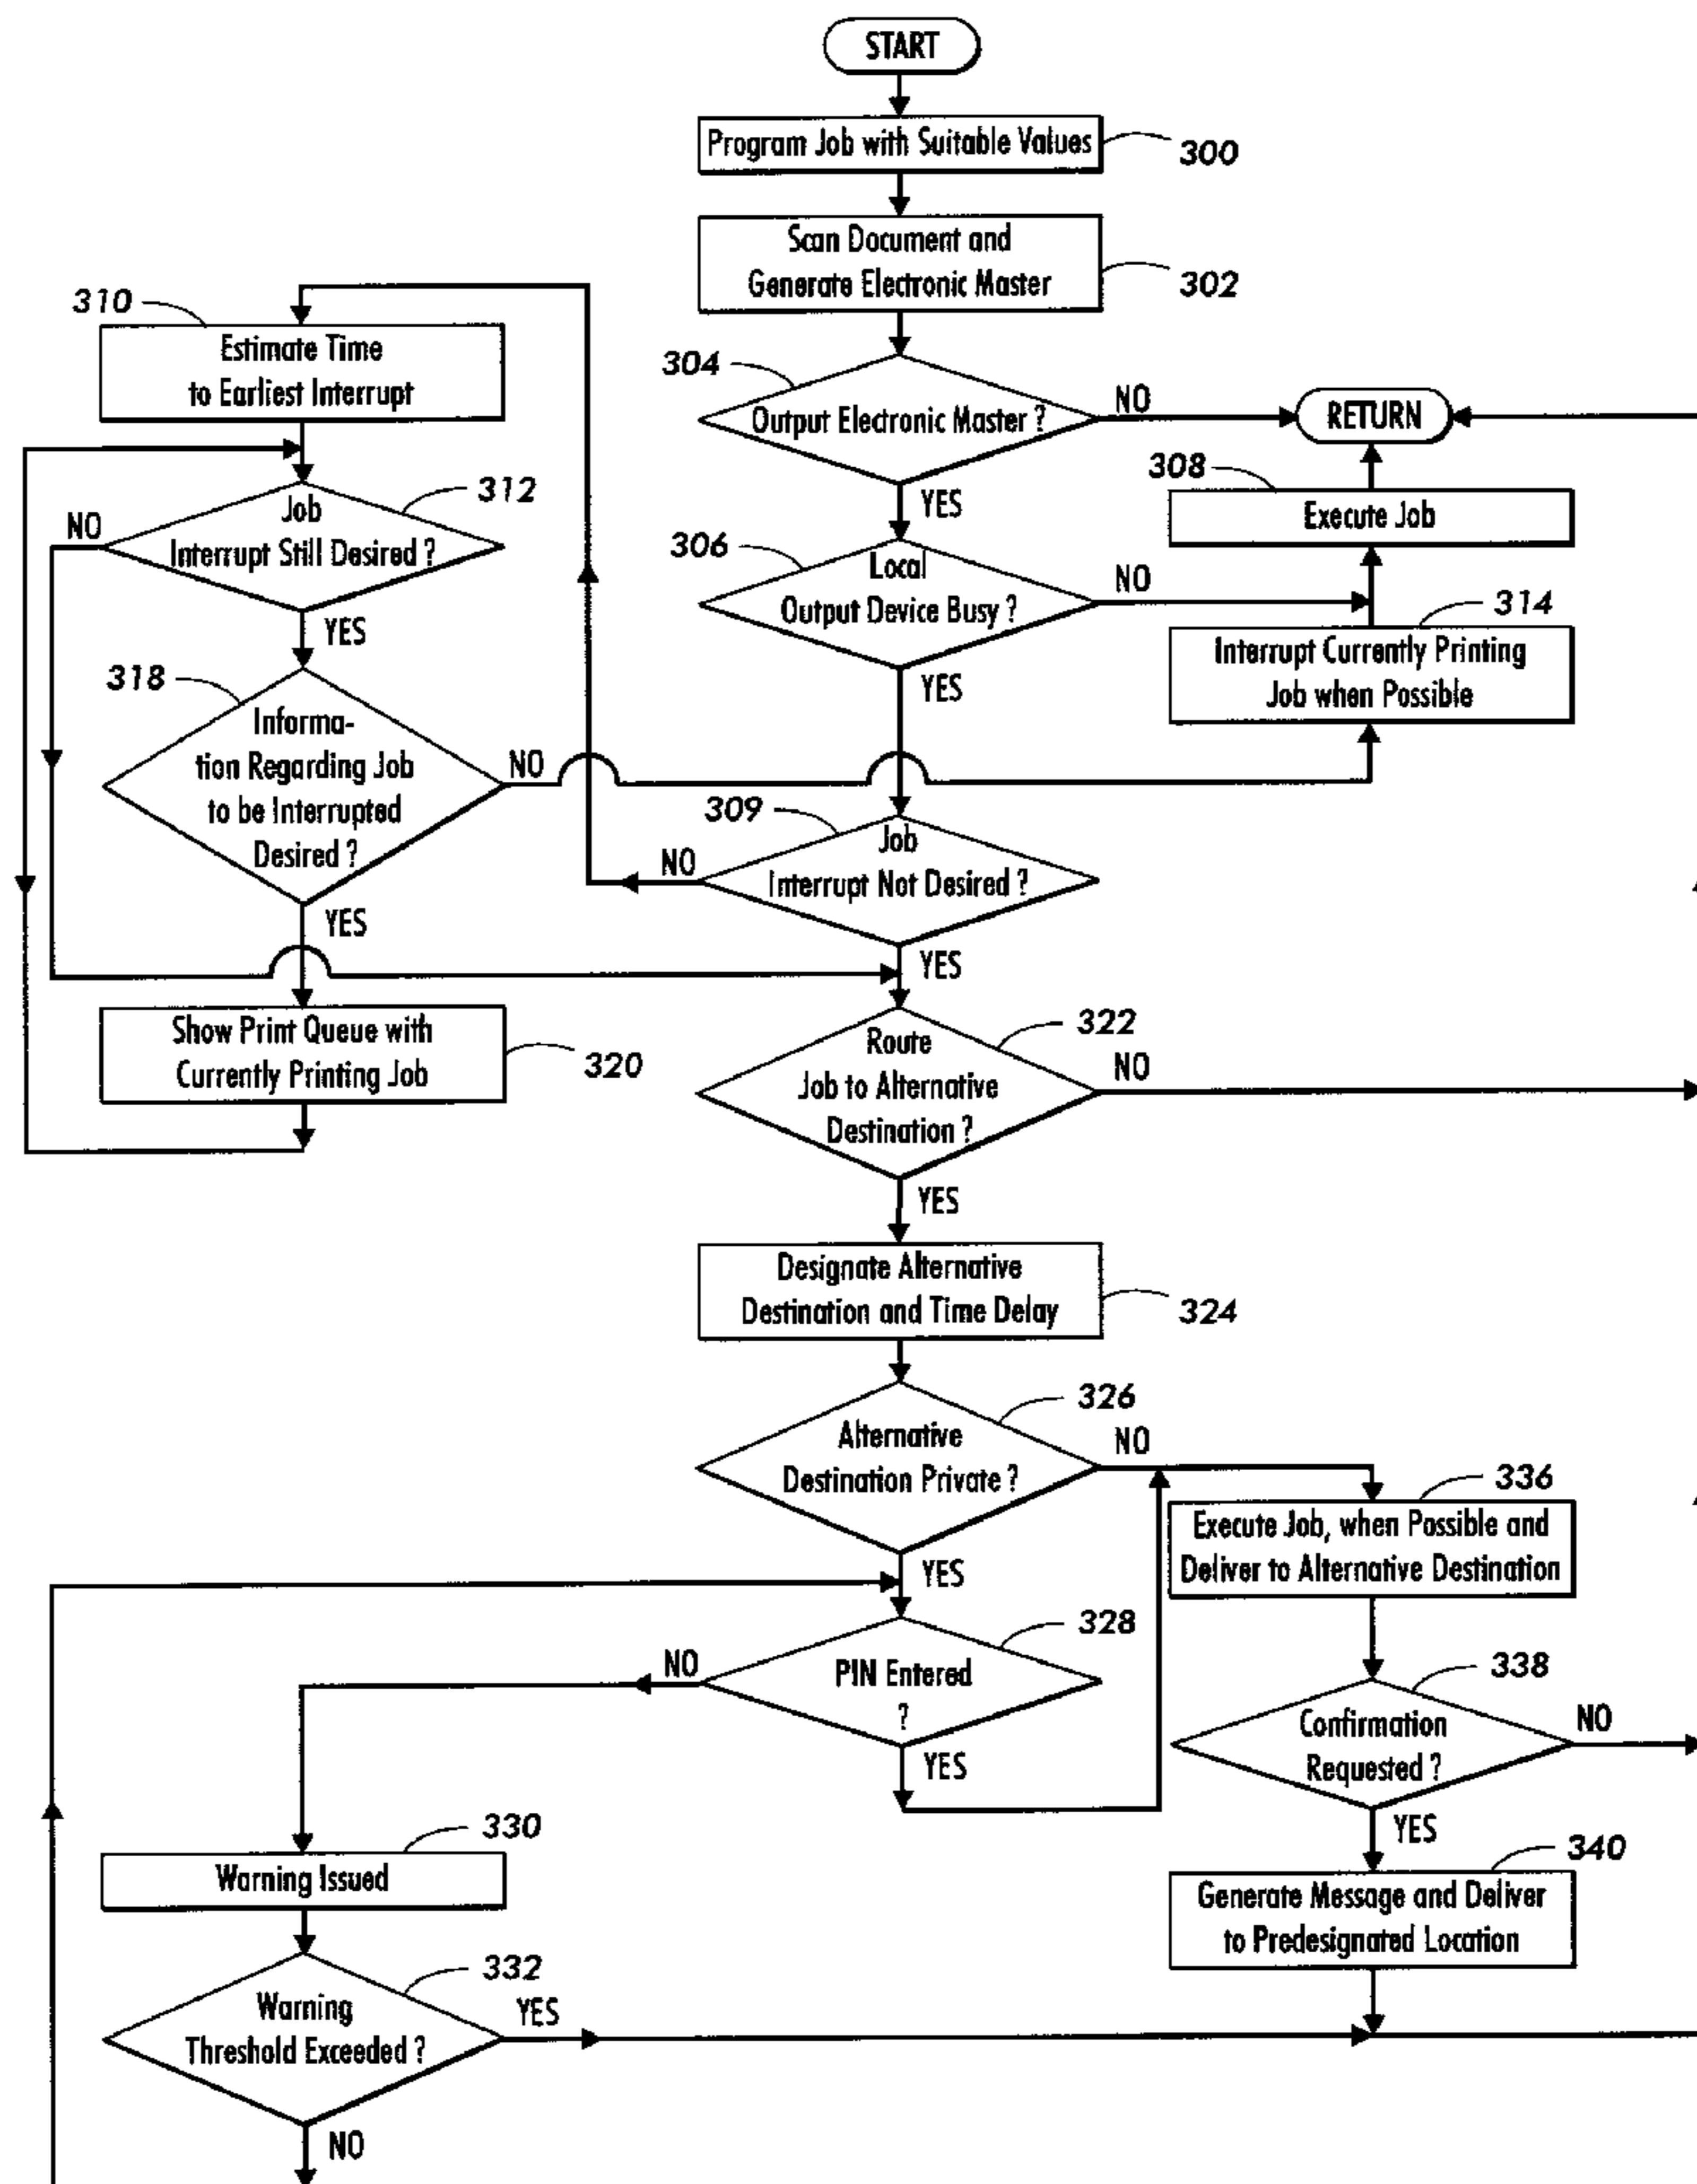 START
Program Job with Suitable Values
300
Scan Document and
Generate Electronic Master
302
310
Estimate Time
to Earliest Interrupt
304
Output Electronic Master ?
NO
RETURN
YES
308
Execute Job
312
Job
Interrupt Still Desired ?
NO
YES
306
Local
Output Device Busy ?
NO
YES
314
Interrupt Currently Printing
Job when Possible
318
Informa-
tion Regarding Job
to be Interrupted
Desired ?
NO
YES
309
Job
Interrupt Not Desired ?
NO
YES
Show Print Queue with
Currently Printing Job
320
322
Route
Job to Alternative
Destination ?
NO
YES
Designate Alternative
Destination and Time Delay
324
326
Alternative
Destination Private ?
NO
YES
336
Execute Job, when Possible and
Deliver to Alternative Destination
328
PIN Entered
?
NO
YES
338
Confirmation
Requested ?
NO
YES
330
Warning Issued
340
Generate Message and Deliver
to Predesignated Location
332
Warning
Threshold Exceeded ?
YES
NO